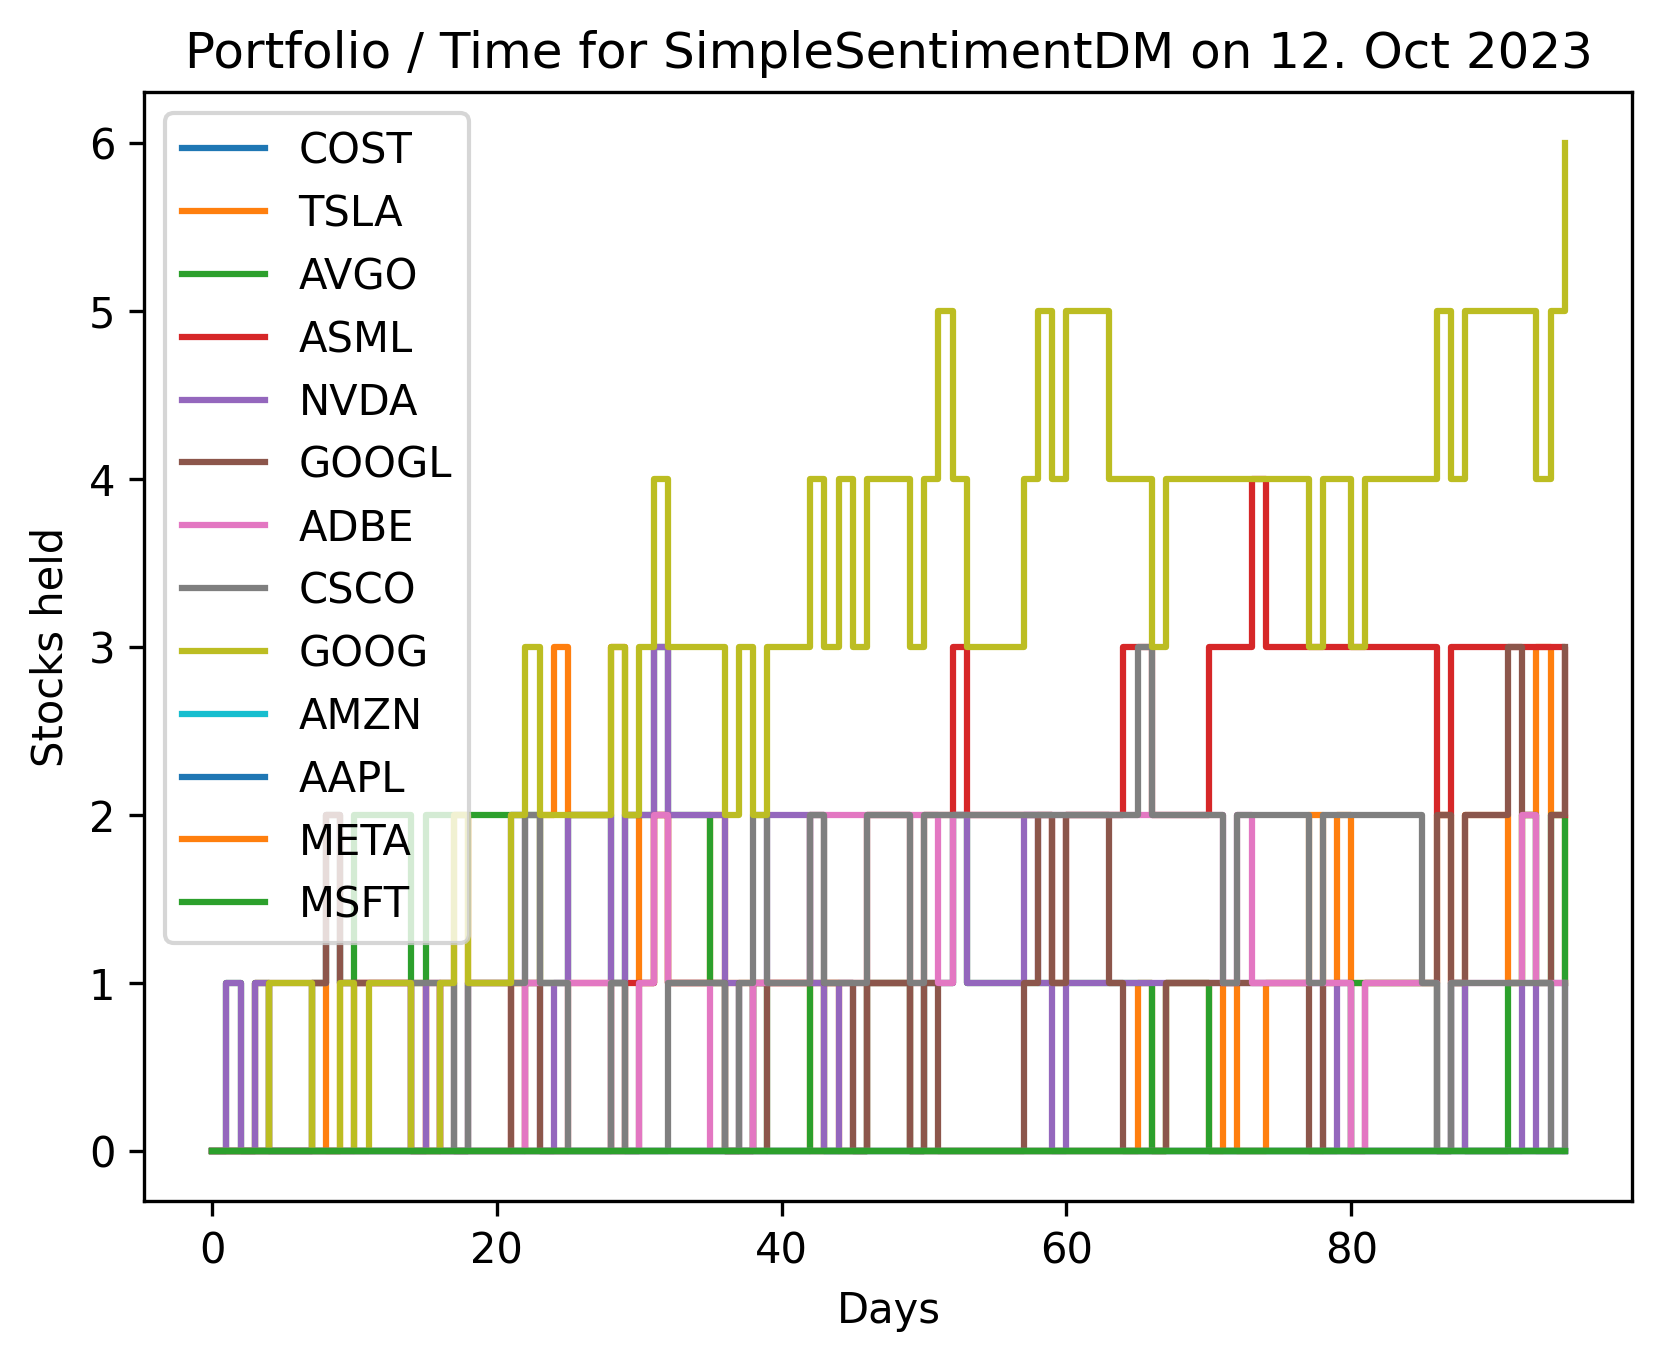 Portfolio / Time for SimpleSentimentDM on 12. Oct 2023
6
5
4
3
2
1
0
Stocks held
COST
TSLA
AVGO
ASML
NVDA
GOOGL
ADBE
CSCO
GOOG
AMZN
AAPL
META
MSFT
0 20 40 60 80
Days